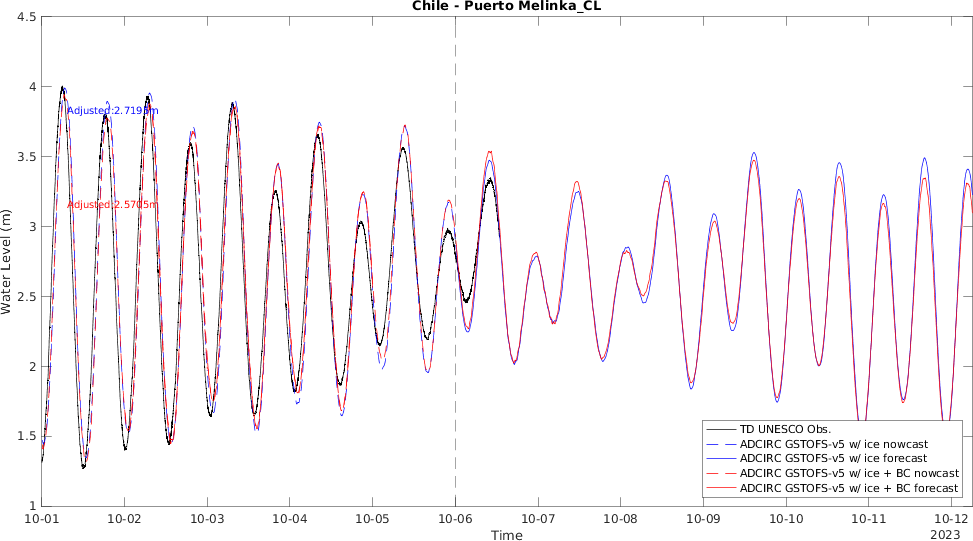 Chile - Puerto Melinka_CL
4.5
4
3.5
3
2.5
2
1.5
1
Water Level (m)
Adjusted:2.7193m
Adjusted:2.5705m
TD UNESCO Obs.
ADCIRC GSTOFS-v5 w/ ice nowcast
ADCIRC GSTOFS-v5 w/ ice forecast
ADCIRC GSTOFS-v5 w/ ice + BC nowcast
ADCIRC GSTOFS-v5 w/ ice + BC forecast
10-01 10-02 10-03 10-04 10-05 10-06 10-07 10-08 10-09 10-10 10-11 10-12
Time 2023